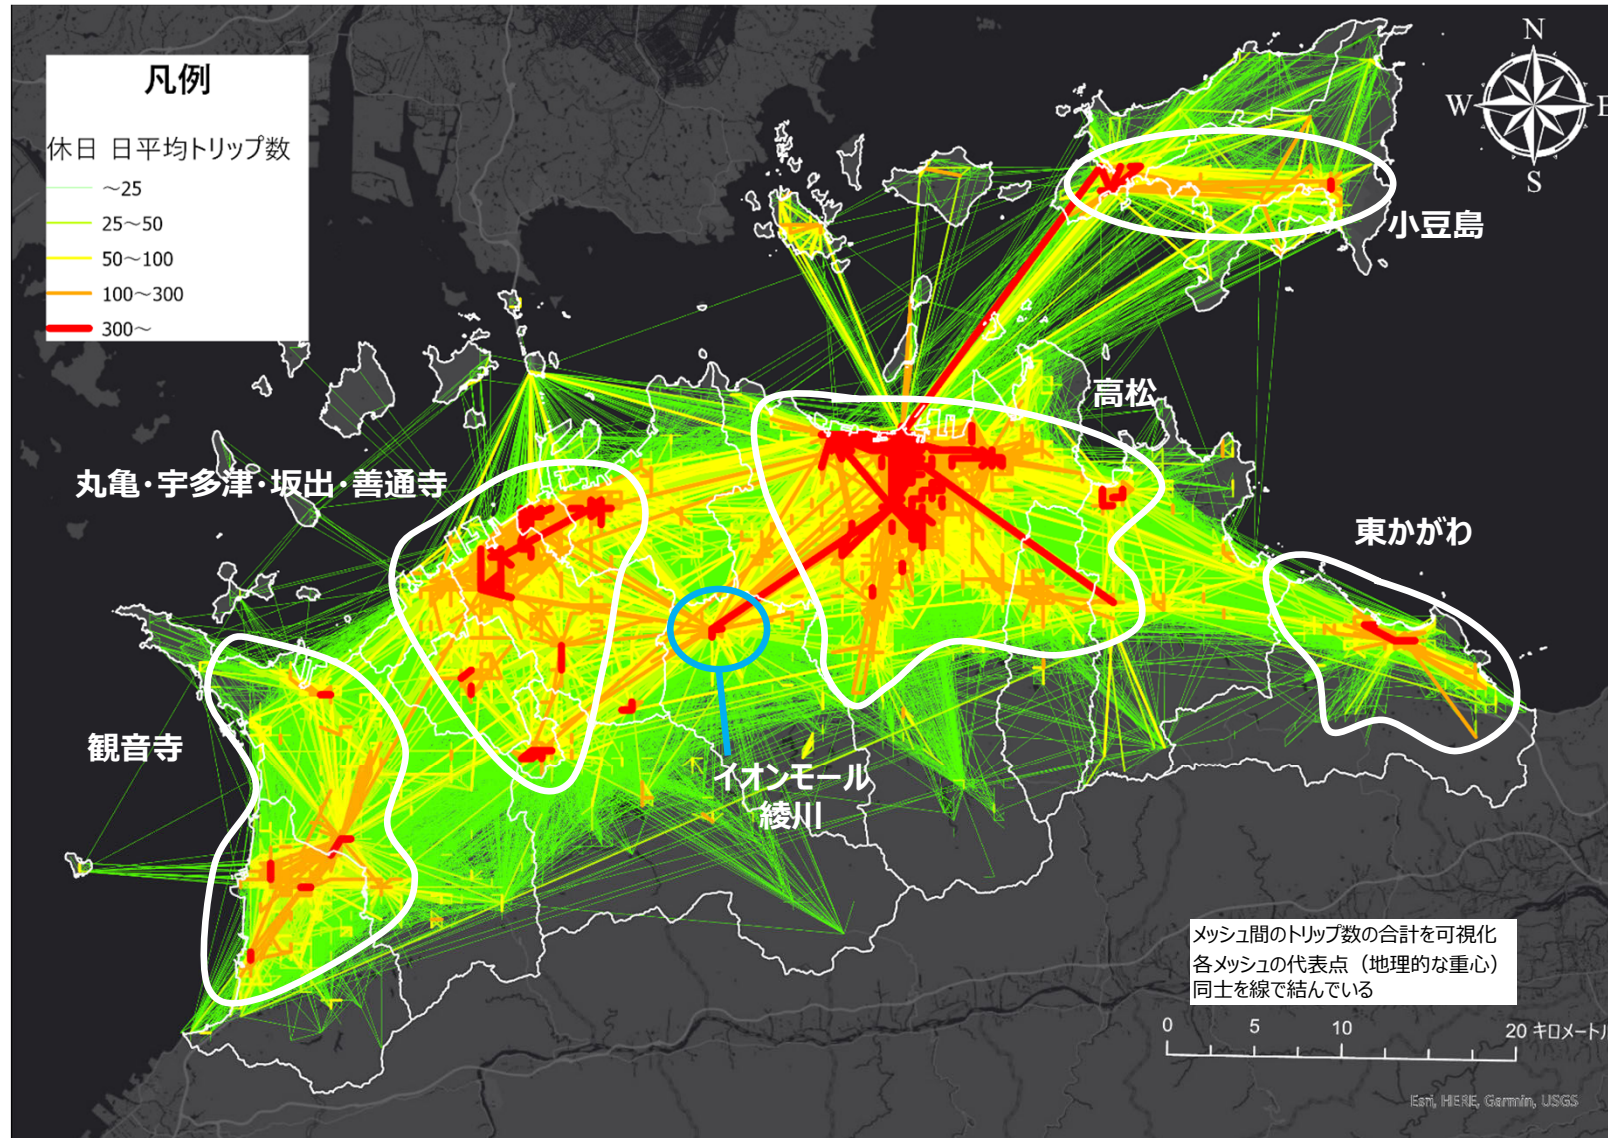 凡例
休日 日平均トリップ数
～25
25～50
50～100
100～300
300～
N
W
E
S
小豆島
高松
丸亀・宇多津・坂出・善通寺
東かがわ
観音寺
イオンモール
綾川
メッシュ間のトリップ数の合計を可視化
各メッシュの代表点（地理的な重心）
同士を線で結んでいる
0 5 10 20 キロメートル
Esri, HERE, Garmin, USGS